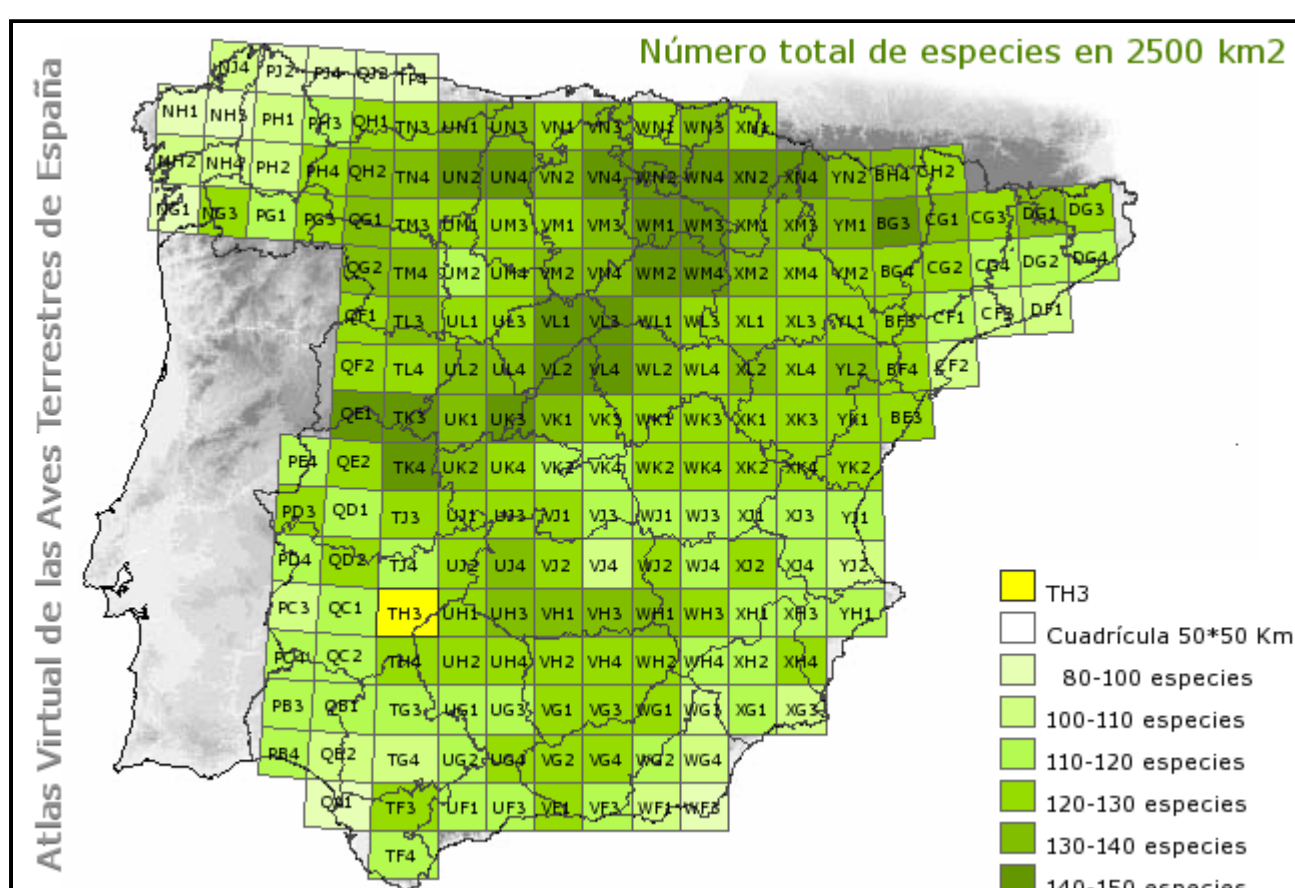 Atlas Virtual de las Aves Terrestres de España
Número total de especies en 2500 km2
NJ4 PJ2 PJ4 QJ2 TP4
NH1 NH3 PH1 PH3 QH1 TN3 UN1 UN3 VN1 VN3 WN1 WN3 XN1
NH2 NH4 PH2 PH4 QH2 TN4 UN2 UN4 VN2 VN4 WN2 WN4 XN2 XN4 YN2 BH4 CH2
NG1 NG3 PG1 PG3 QG1 TM3 UM1 UM3 VM1 VM3 WM1 WM3 XM1 XM3 YM1 BG3 CG1 CG3 DG1 DG3
QG2 TM4 UM2 UM4 VM2 VN4 WM2 WM4 XM2 XM4 YM2 BG4 CG2 CG4 DG2 DG4
QF1 TL3 UL1 UL3 VL1 VL3 WL1 WL3 XL1 XL3 YL1 BF3 CF1 CF3 DF1
QF2 TL4 UL2 UL4 VL2 VL4 WL2 WL4 XL2 XL4 YL2 BF4 CF2
QE1 TK3 UK1 UK3 VK1 VK3 WK1 WK3 XK1 XK3 YK1 BE3
PE4 QE2 TK4 UK2 UK4 VK2 VK4 WK2 WK4 XK2 XK4 YK2
PD3 QD1 TJ3 UJ1 UJ3 VJ1 VJ3 WJ1 WJ3 XJ1 XJ3 YJ1
PD4 QD2 TJ4 UJ2 UJ4 VJ2 VJ4 WJ2 WJ4 XJ2 XJ4 YJ2
PC3 QC1 TH3 UH1 UH3 VH1 VH3 WH1 WH3 XH1 XH3 YH1
PC4 QC2 TH4 UH2 UH4 VH2 VH4 WH2 WH4 XH2 XH4
PB3 QB1 TG3 UG1 UG3 VG1 VG3 WG1 WG3 XG1 XG3
PB4 QB2 TG4 UG2 UG4 VG2 VG4 WG2 WG4
QA1 TF3 UF1 UF3 VF1 VF3 WF1 WF3
TF4
TH3
Cuadrícula 50*50 Km
80-100 especies
100-110 especies
110-120 especies
120-130 especies
130-140 especies
140-150 especies